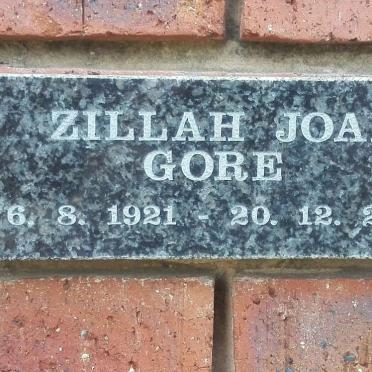 ZILLAH JOA
GORE
6. 8. 1921 - 20. 12. 2